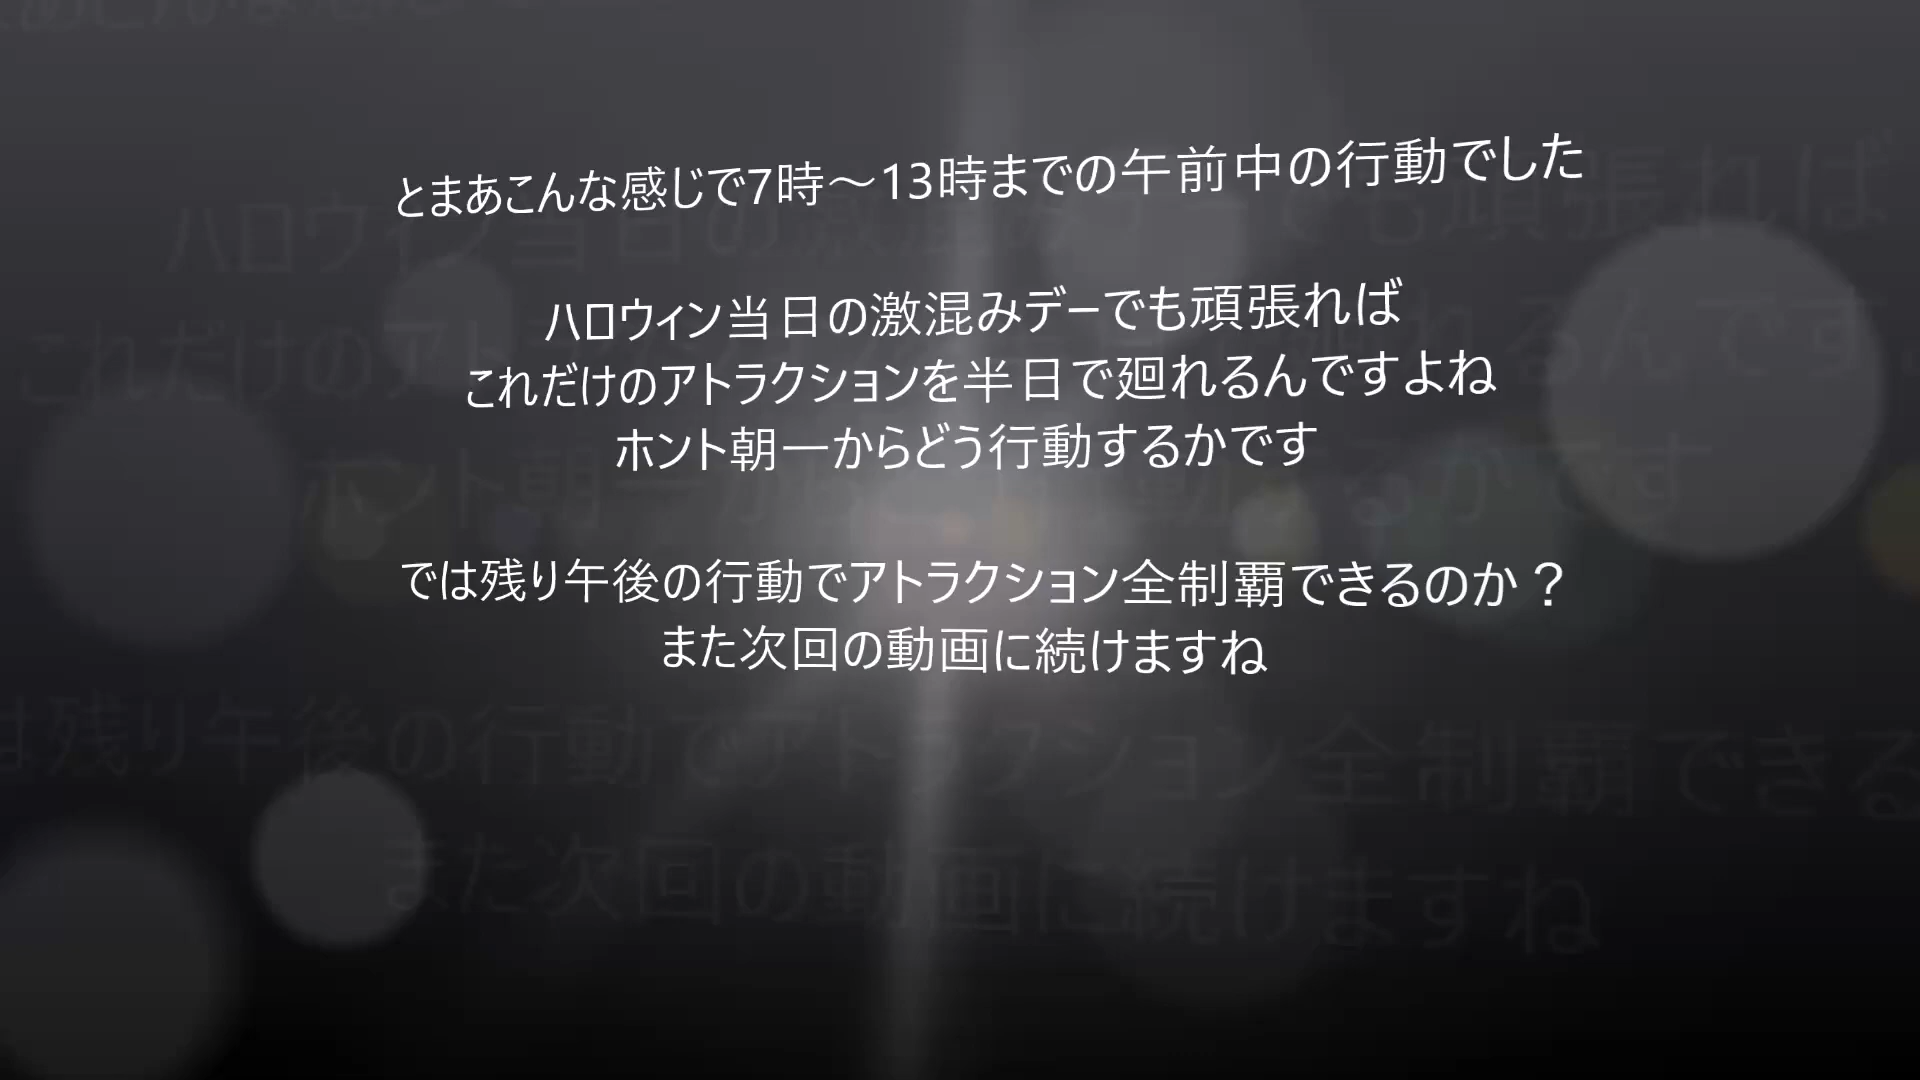 とまあこんな感じで7時～13時までの午前中の行動でした
ハロウィン当日の激混みデーでも頑張れば
これだけのアトラクションを半日で廻れるんですよね
ホント朝一からどう行動するかです
では残り午後の行動でアトラクション全制覇できるのか？
また次回の動画に続けますね